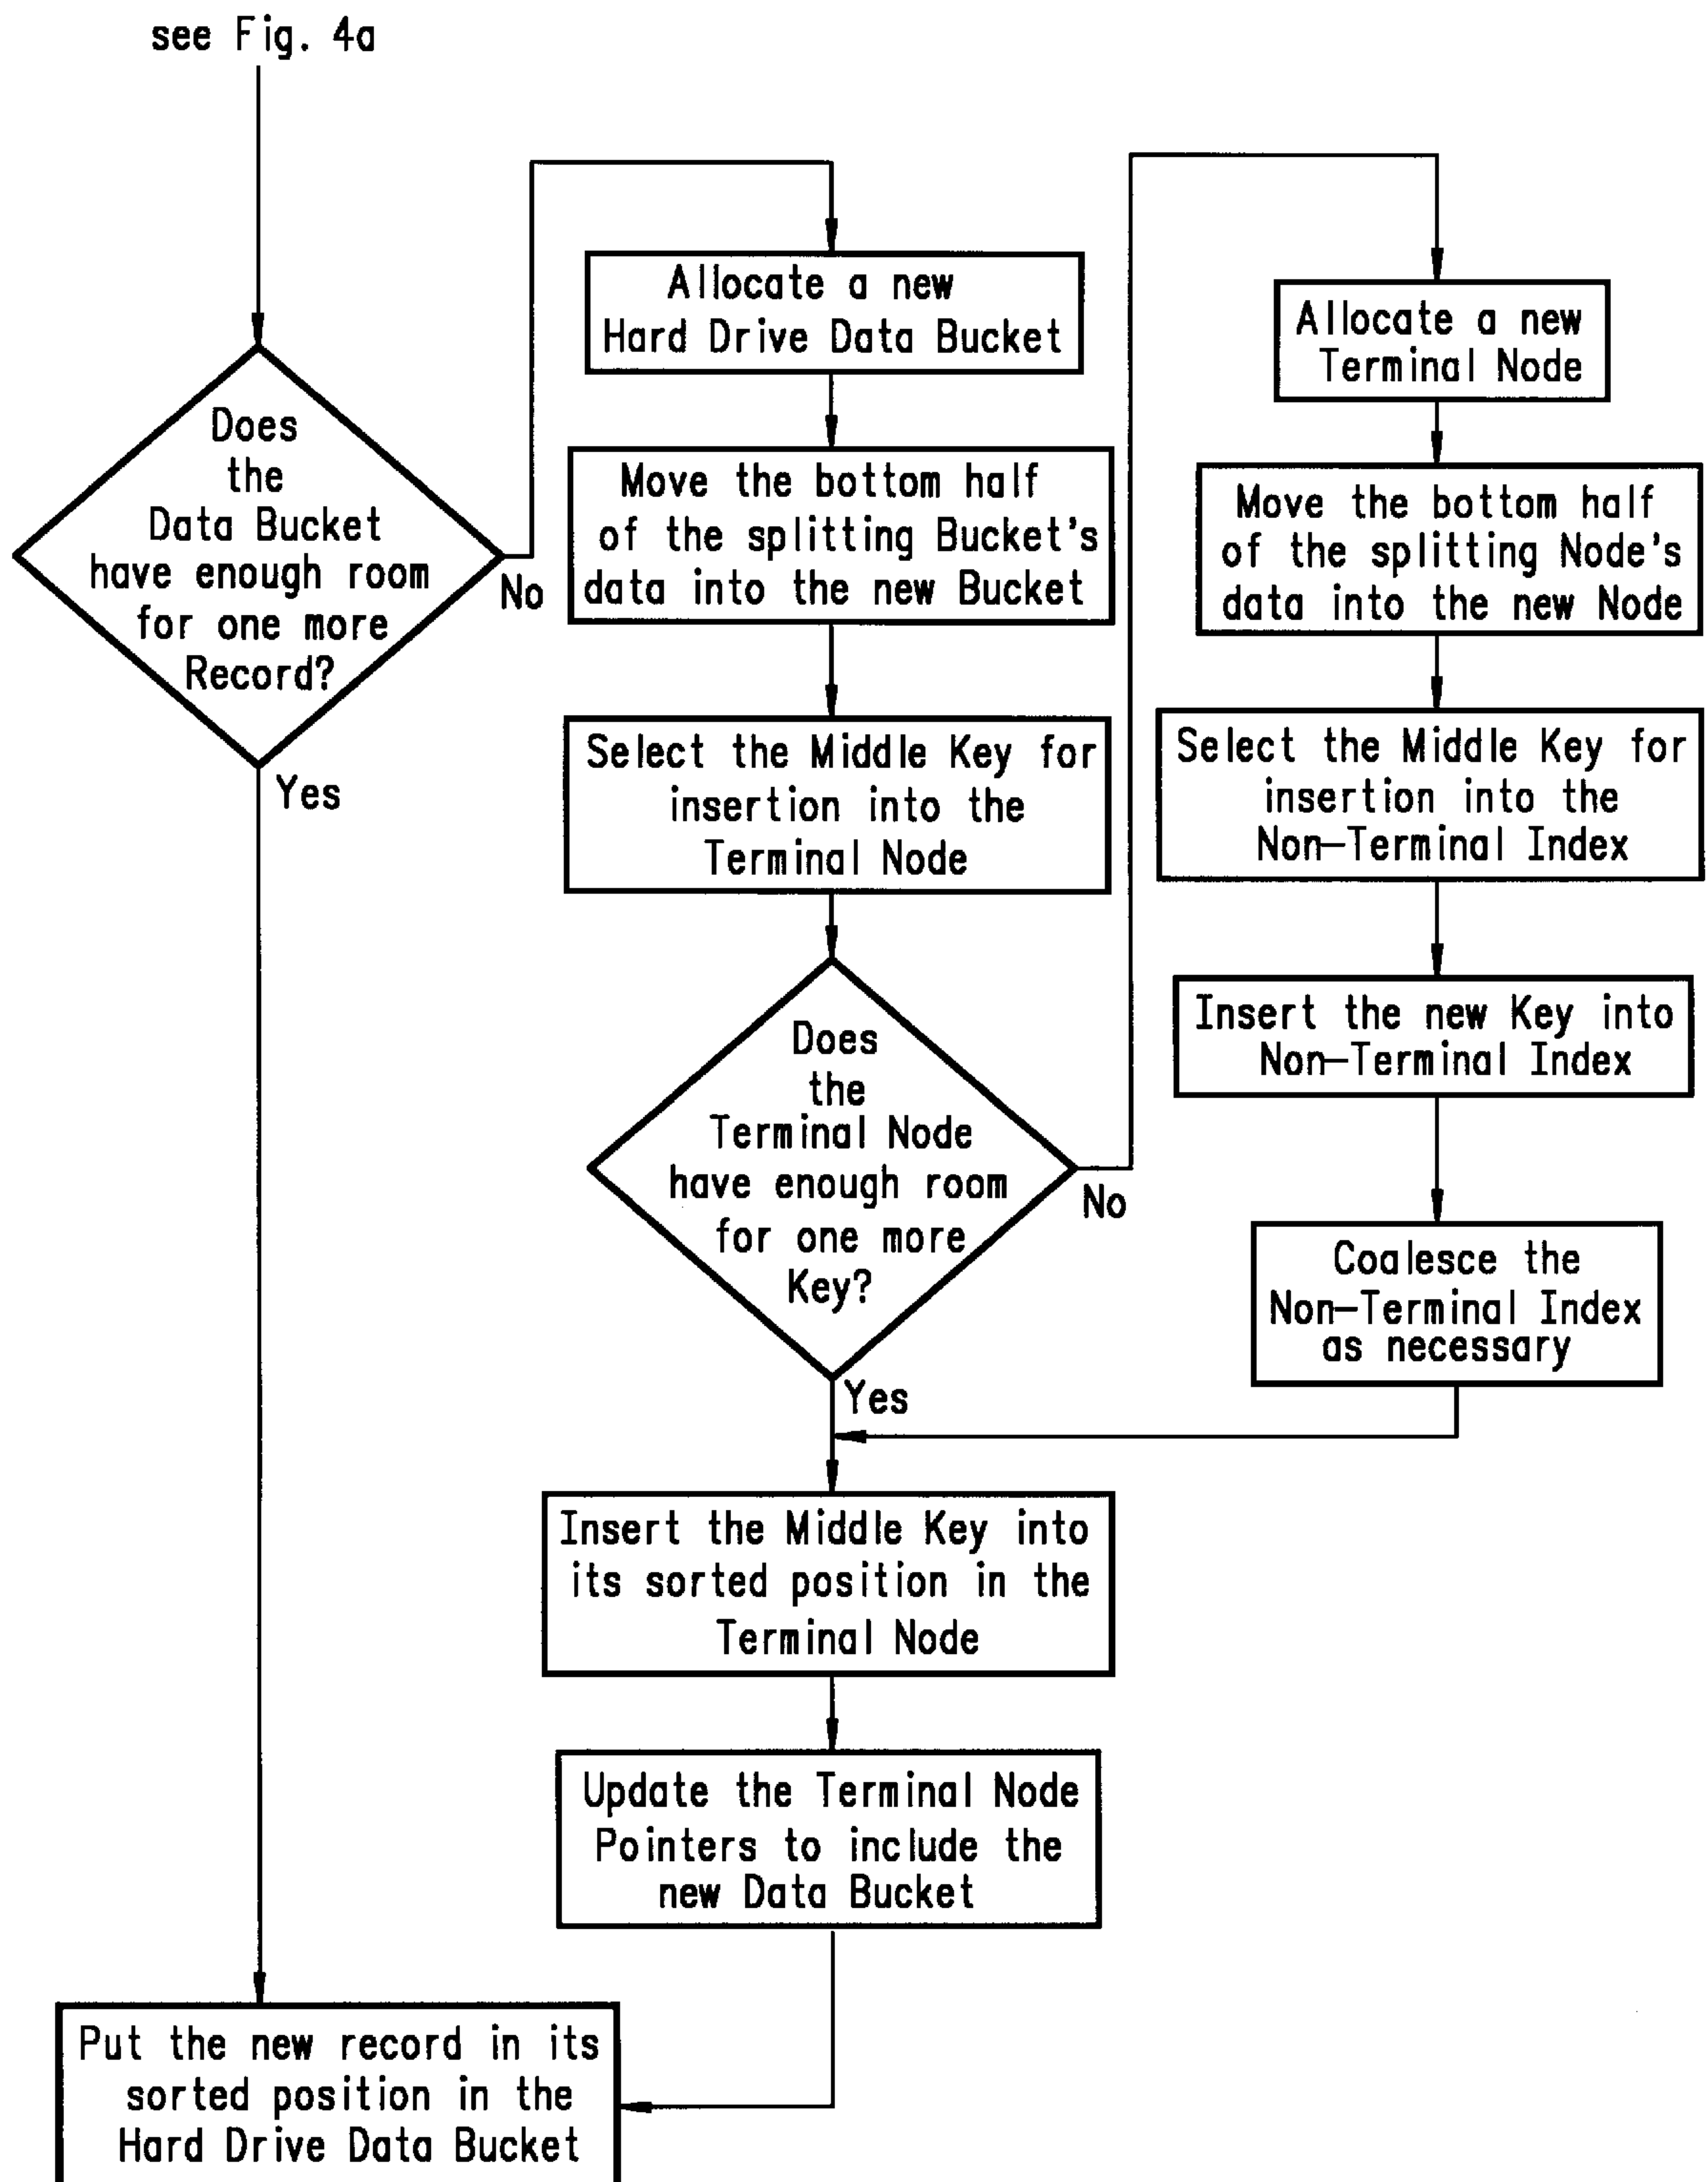 see Fig. 4a
Does
the
Data Bucket
have enough room
for one more
Record?
No
Yes
Allocate a new
Hard Drive Data Bucket
Move the bottom half
of the splitting Bucket's
data into the new Bucket
Select the Middle Key for
insertion into the
Terminal Node
Does
the
Terminal Node
have enough room
for one more
Key?
No
Yes
Allocate a new
Terminal Node
Move the bottom half
of the splitting Node's
data into the new Node
Select the Middle Key for
insertion into the
Non-Terminal Index
Insert the new Key into
Non-Terminal Index
Coalesce the
Non-Terminal Index
as necessary
Insert the Middle Key into
its sorted position in the
Terminal Node
Update the Terminal Node
Pointers to include the
new Data Bucket
Put the new record in its
sorted position in the
Hard Drive Data Bucket